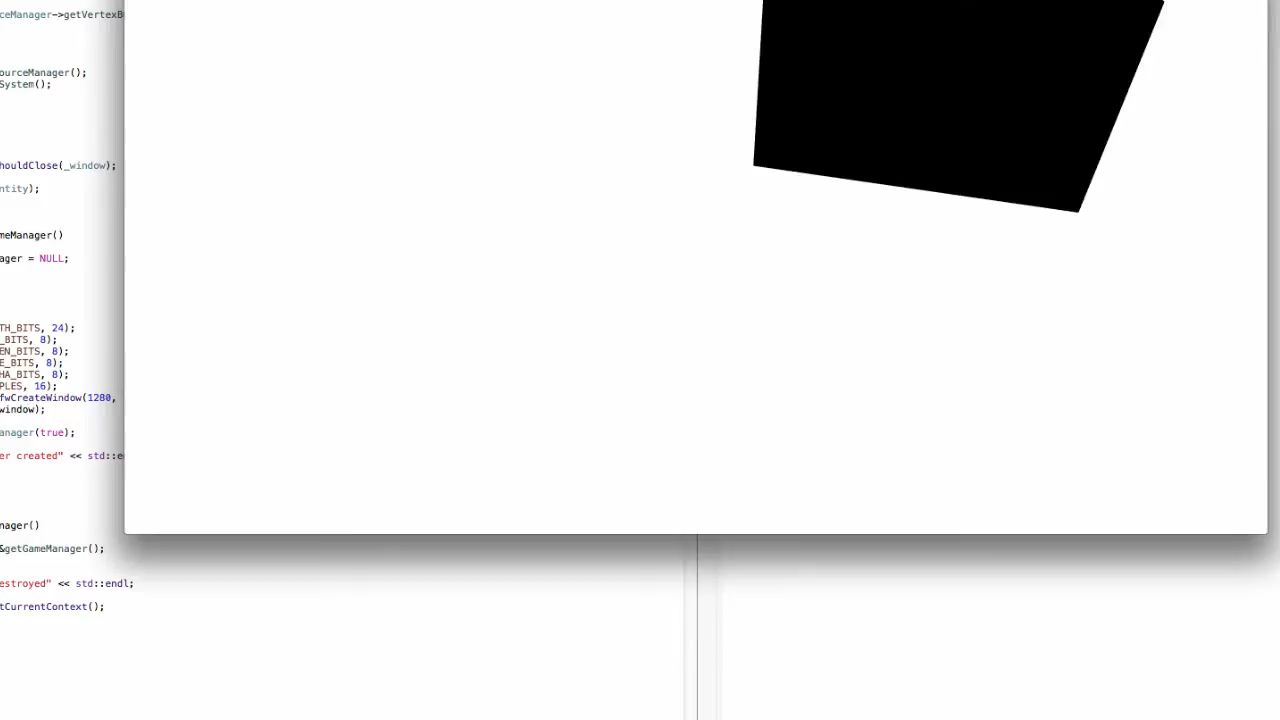 ceManager->getVertexB
ourceManager();
System();
houldClose(_window);
ntity);
meManager()
ager = NULL;
TH_BITS, 24);
_BITS, 8);
EN_BITS, 8);
E_BITS, 8);
HA_BITS, 8);
PLES, 16);
fwCreateWindow(1280,
window);
anager(true);
er created" << std::e
nager()
&getGameManager();
estroyed" << std::endl;
tCurrentContext();